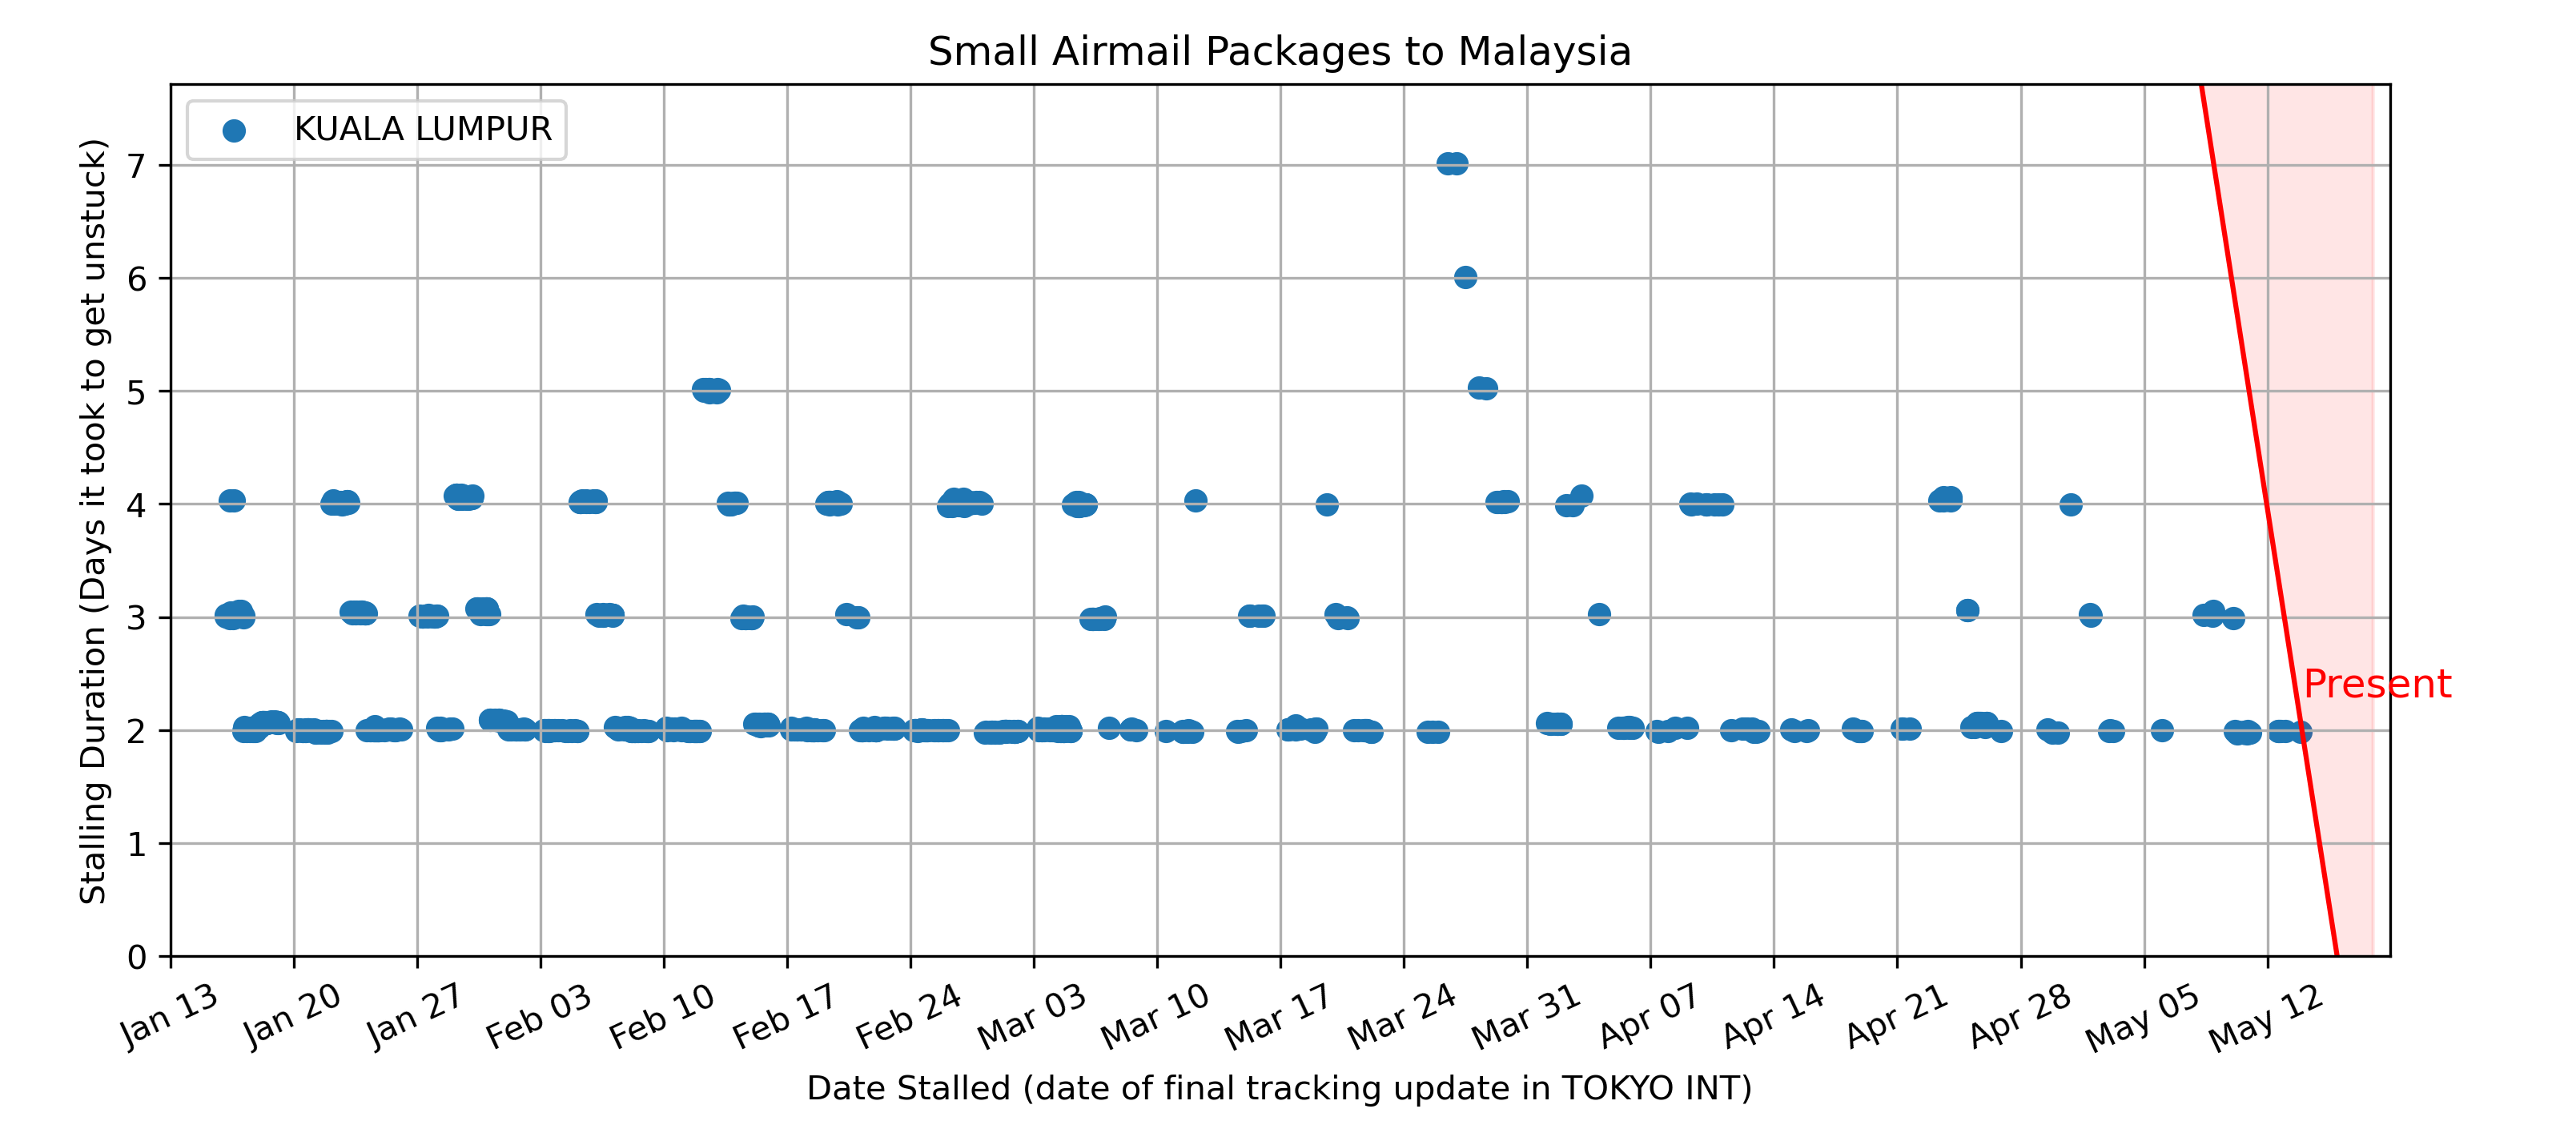 Small Airmail Packages to Malaysia
KUALA LUMPUR
Stalling Duration (Days it took to get unstuck)
7
6
5
4
3
2
1
0
Present
Jan 13 Jan 20 Jan 27 Feb 03 Feb 10 Feb 17 Feb 24 Mar 03 Mar 10 Mar 17 Mar 24 Mar 31 Apr 07 Apr 14 Apr 21 Apr 28 May 05 May 12
Date Stalled (date of final tracking update in TOKYO INT)